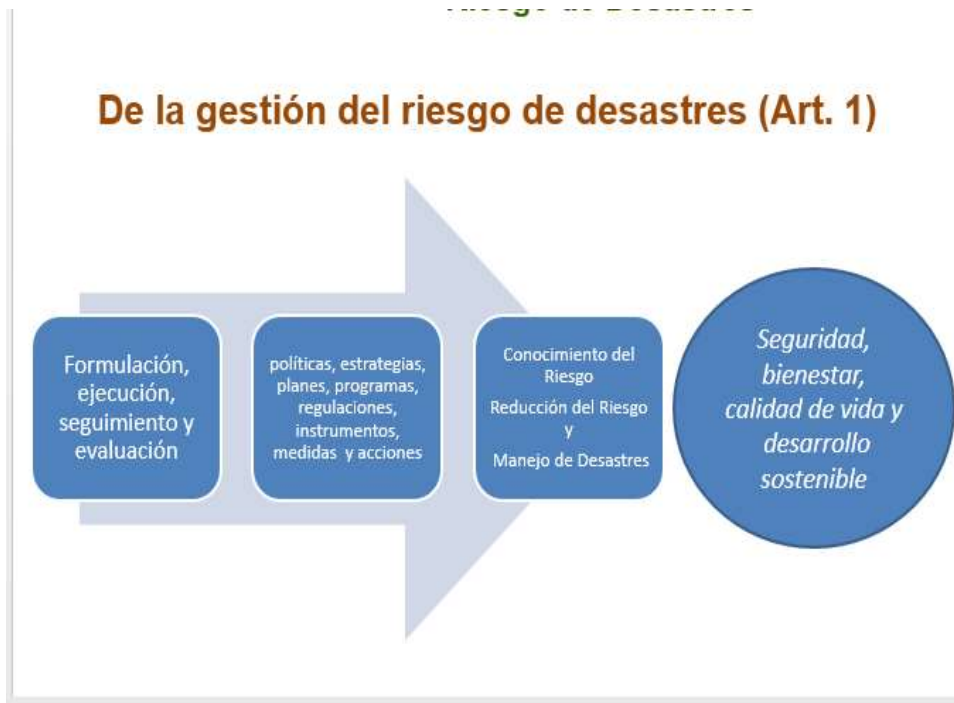 De la gestión del riesgo de desastres (Art. 1)
Formulación,
ejecución,
seguimiento y
evaluación
políticas, estrategias,
planes, programas,
regulaciones,
instrumentos,
medidas y acciones
Conocimiento del
Riesgo
Reducción del Riesgo
y
Manejo de Desastres
Seguridad,
bienestar,
calidad de vida y
desarrollo
sostenible